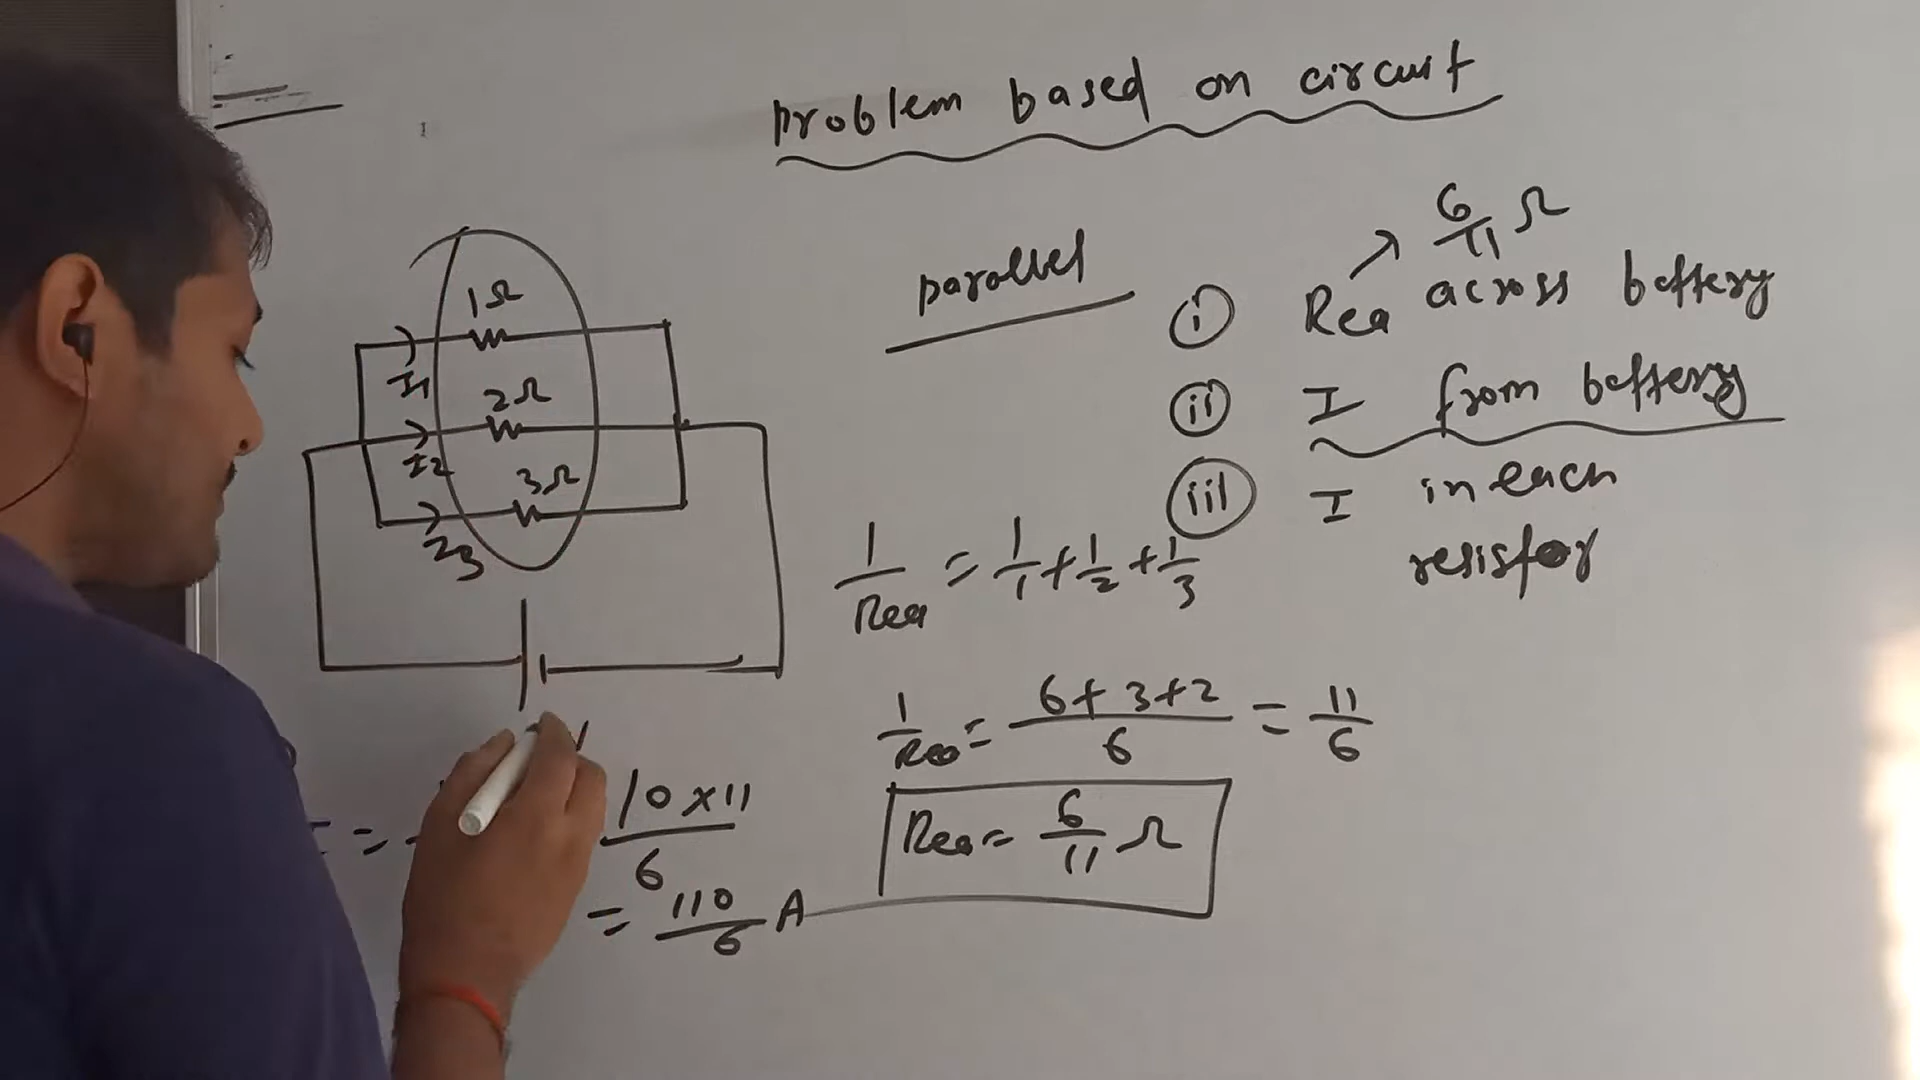 problem based on circuit
parallel
6/11 Ω
(i) Req across battery
(ii) I from battery
(iii) I in each
resistor
1Ω
I1
2Ω
I2
3Ω
I3
1/Req = 1/1 + 1/2 + 1/3
1/Req = 6+3+2/6 = 11/6
Req = 6/11 Ω
= 10×11/6
= 110/6 A